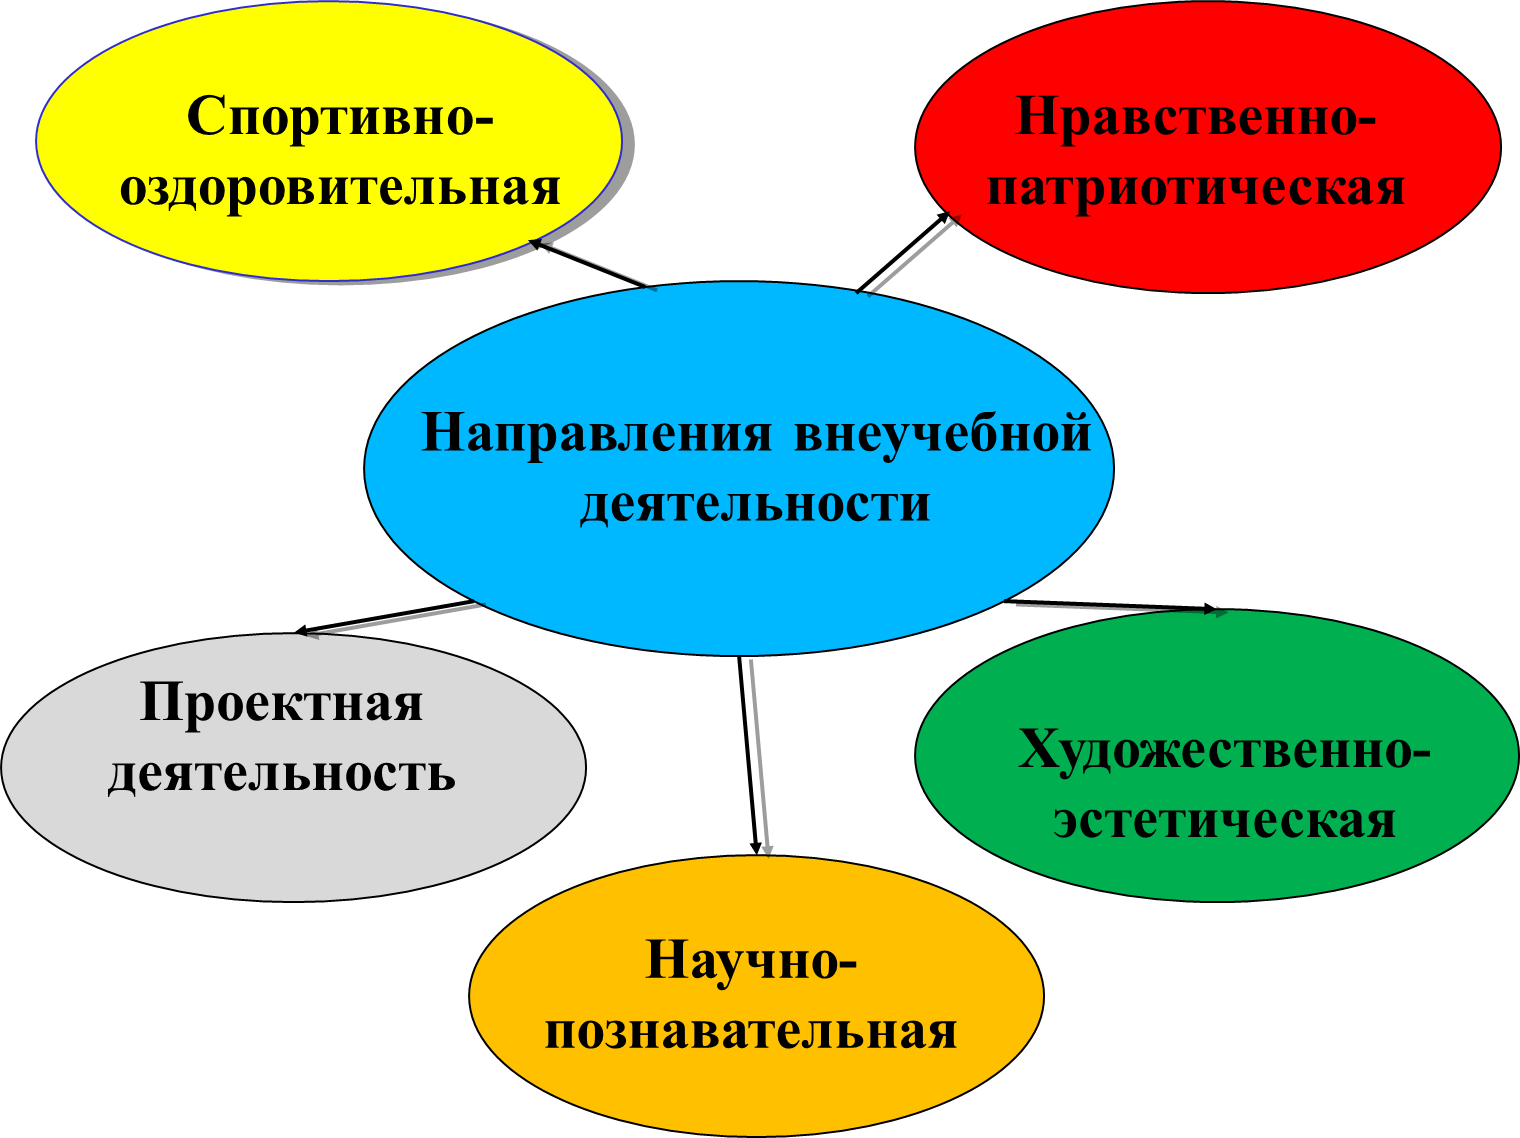 Спортивно-
оздоровительная
Нравственно-
патриотическая
Направления внеучебной
деятельности
Проектная
деятельность
Художественно-
эстетическая
Научно-
познавательная